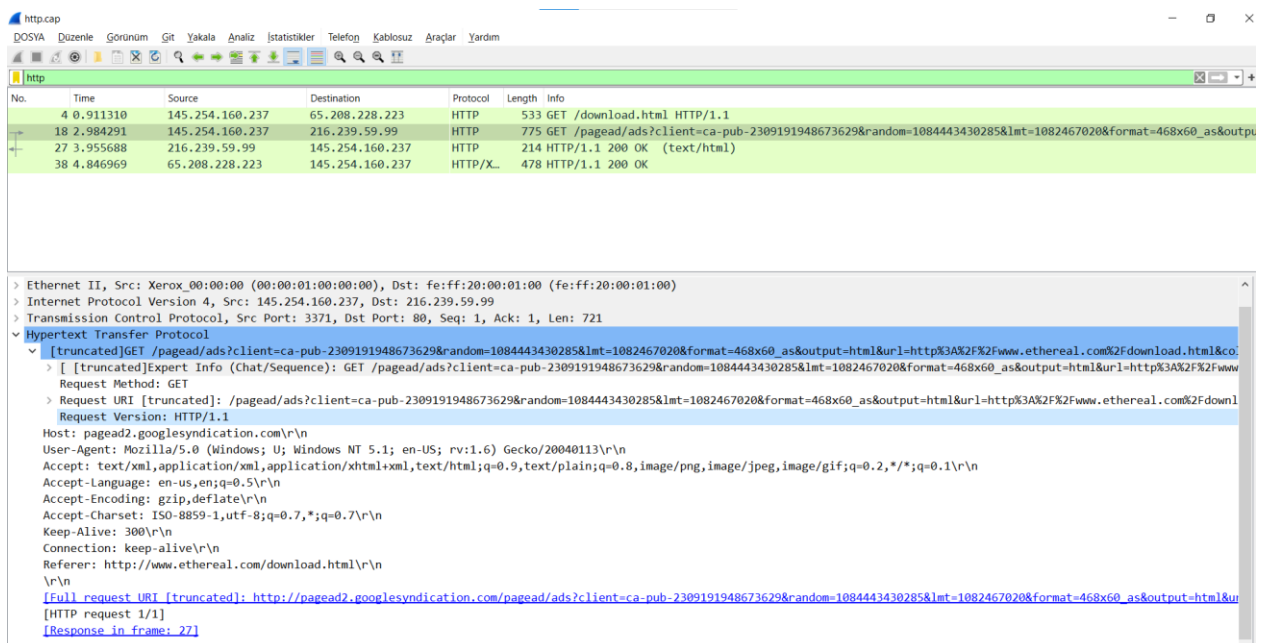 http.cap
DOSYA Düzenle Görünüm Git Yakala Analiz İstatistikler Telefon Kablosuz Araçlar Yardım
http
No. Time Source Destination Protocol Length Info
4 0.911310 145.254.160.237 65.208.228.223 HTTP 533 GET /download.html HTTP/1.1
18 2.984291 145.254.160.237 216.239.59.99 HTTP 775 GET /pagead/ads?client=ca-pub-2309191948673629&random=1084443430285&lmt=1082467020&format=468x60_as&outpu
27 3.955688 216.239.59.99 145.254.160.237 HTTP 214 HTTP/1.1 200 OK (text/html)
38 4.846969 65.208.228.223 145.254.160.237 HTTP/X… 478 HTTP/1.1 200 OK
> Ethernet II, Src: Xerox_00:00:00 (00:00:01:00:00:00), Dst: fe:ff:20:00:01:00 (fe:ff:20:00:01:00)
> Internet Protocol Version 4, Src: 145.254.160.237, Dst: 216.239.59.99
> Transmission Control Protocol, Src Port: 3371, Dst Port: 80, Seq: 1, Ack: 1, Len: 721
Hypertext Transfer Protocol
[truncated]GET /pagead/ads?client=ca-pub-2309191948673629&random=1084443430285&lmt=1082467020&format=468x60_as&output=html&url=http%3A%2F%2Fwww.ethereal.com%2Fdownload.html&co
> [ [truncated]Expert Info (Chat/Sequence): GET /pagead/ads?client=ca-pub-2309191948673629&random=1084443430285&lmt=1082467020&format=468x60_as&output=html&url=http%3A%2F%2Fwww
Request Method: GET
> Request URI [truncated]: /pagead/ads?client=ca-pub-2309191948673629&random=1084443430285&lmt=1082467020&format=468x60_as&output=html&url=http%3A%2F%2Fwww.ethereal.com%2Fdownl
Request Version: HTTP/1.1
Host: pagead2.googlesyndication.com\r\n
User-Agent: Mozilla/5.0 (Windows; U; Windows NT 5.1; en-US; rv:1.6) Gecko/20040113\r\n
Accept: text/xml,application/xml,application/xhtml+xml,text/html;q=0.9,text/plain;q=0.8,image/png,image/jpeg,image/gif;q=0.2,*/*;q=0.1\r\n
Accept-Language: en-us,en;q=0.5\r\n
Accept-Encoding: gzip,deflate\r\n
Accept-Charset: ISO-8859-1,utf-8;q=0.7,*;q=0.7\r\n
Keep-Alive: 300\r\n
Connection: keep-alive\r\n
Referer: http://www.ethereal.com/download.html\r\n
\r\n
[Full request URI [truncated]: http://pagead2.googlesyndication.com/pagead/ads?client=ca-pub-2309191948673629&random=1084443430285&lmt=1082467020&format=468x60_as&output=html&ur
[HTTP request 1/1]
[Response in frame: 27]